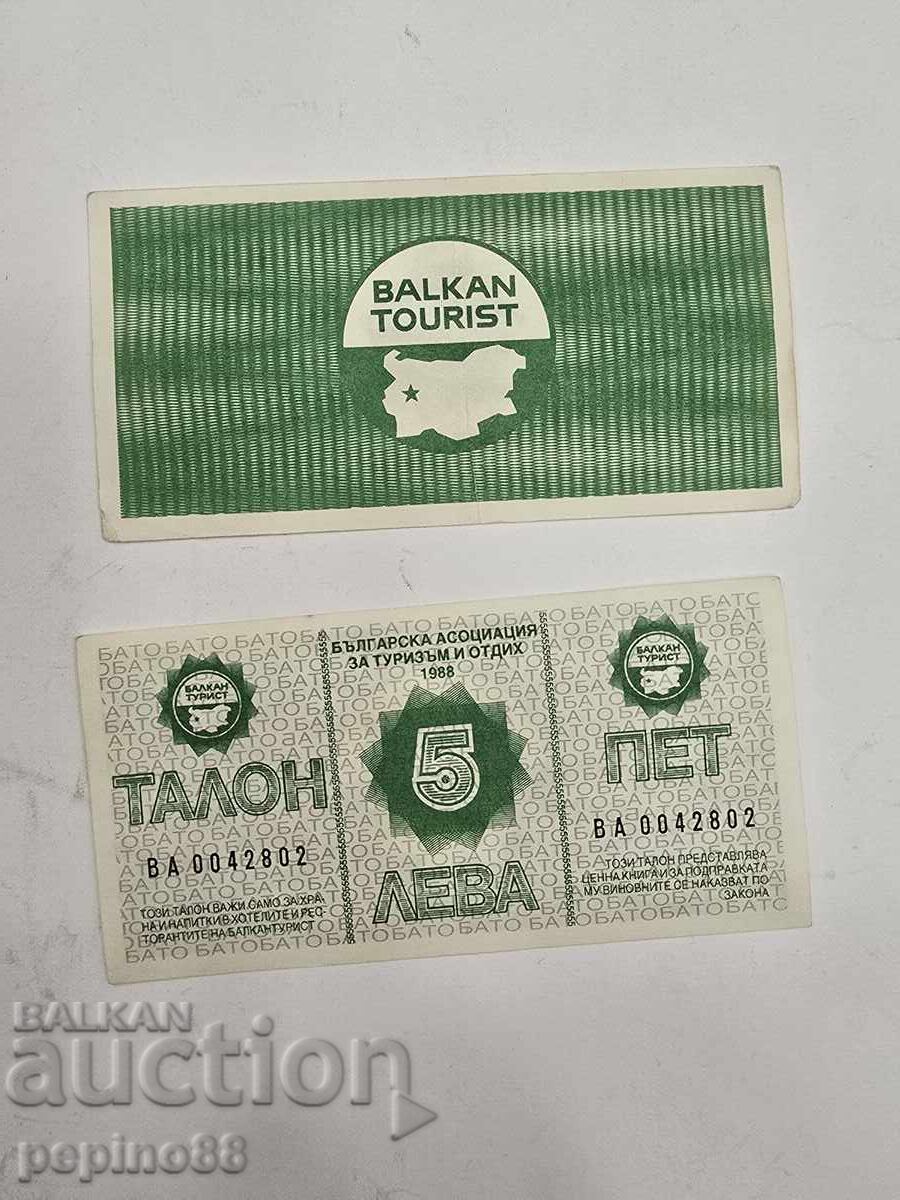 BALKAN
TOURIST
БЪЛГАРСКА АСОЦИАЦИЯ
ЗА ТУРИЗЪМ И ОТДИХ
1988
БАЛКАН
ТУРИСТ
ТАЛОН
ВА 0042802
ТОЗИ ТАЛОН ВАЖИ САМО ЗА ХРА-
НА И НАПИТКИ В ХОТЕЛИТЕ И РЕС-
ТОРАНТИТЕ НА БАЛКАНТУРИСТ
5
ЛЕВА
БАЛКАН
ТУРИСТ
ПЕТ
ВА 0042802
ТОЗИ ТАЛОН ПРЕДСТАВЛЯВА
ЦЕННА КНИГА И ЗА ПОДПРАВКАТА
МУ ВИНОВНИТЕ СЕ НАКАЗВАТ ПО
ЗАКОНА
BALKAN
auction
pepino88